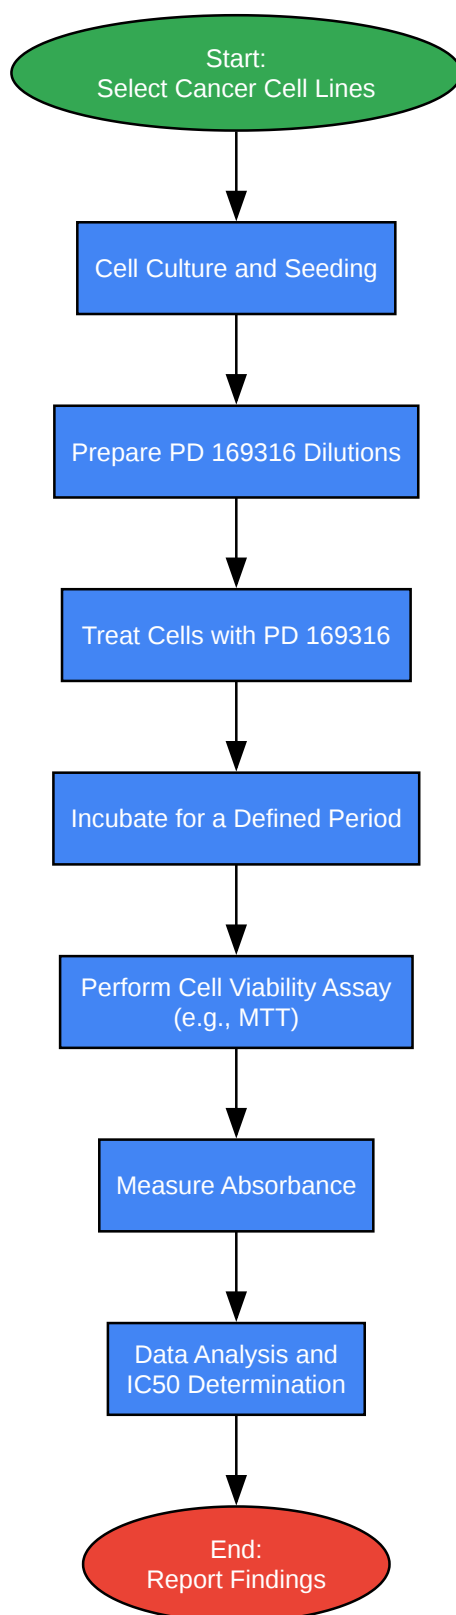 Start:
Select Cancer Cell Lines
Cell Culture and Seeding
Prepare PD 169316 Dilutions
Treat Cells with PD 169316
Incubate for a Defined Period
Perform Cell Viability Assay
(e.g., MTT)
Measure Absorbance
Data Analysis and
IC50 Determination
End:
Report Findings